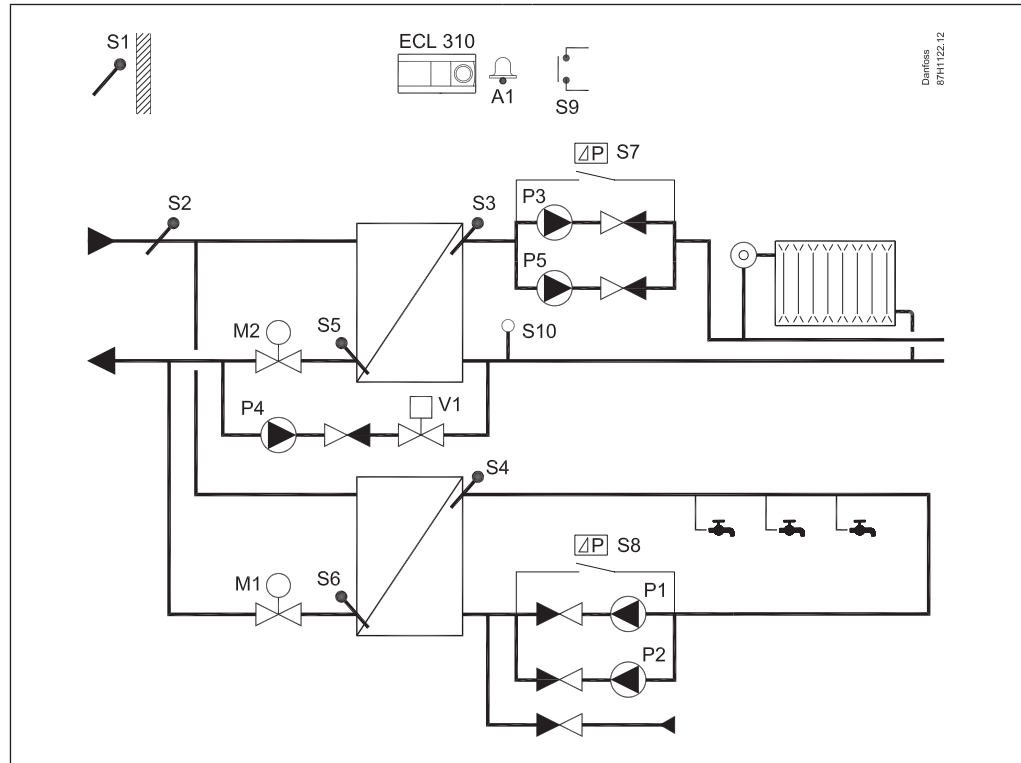 S1
ECL 310
A1
S9
Danfoss
87H1122.12
⊿P S7
S2
S3
P3
P5
M2
S5
S10
P4
V1
S4
⊿P S8
M1
S6
P1
P2